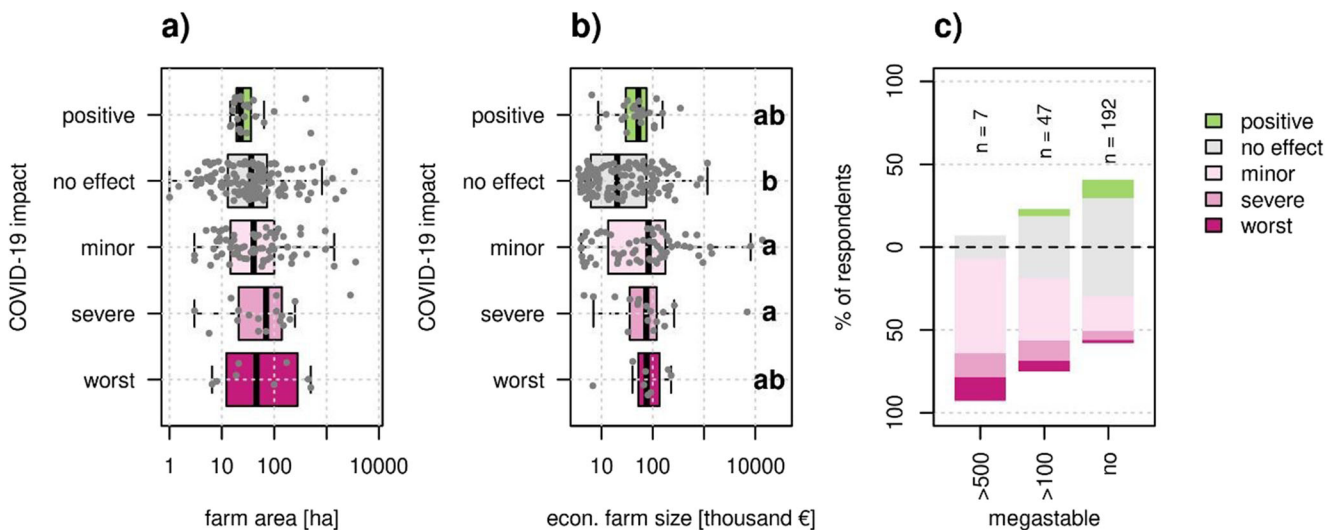 a)
COVID-19 impact
positive
no effect
minor
severe
worst
1
10
100
10000
farm area [ha]
b)
COVID-19 impact
positive
no effect
minor
severe
worst
ab
b
a
a
ab
10
100
10000
econ. farm size [thousand €]
c)
% of respondents
100
50
0
50
100
n = 7
n = 47
n = 192
>500
>100
no
megastable
positive
no effect
minor
severe
worst